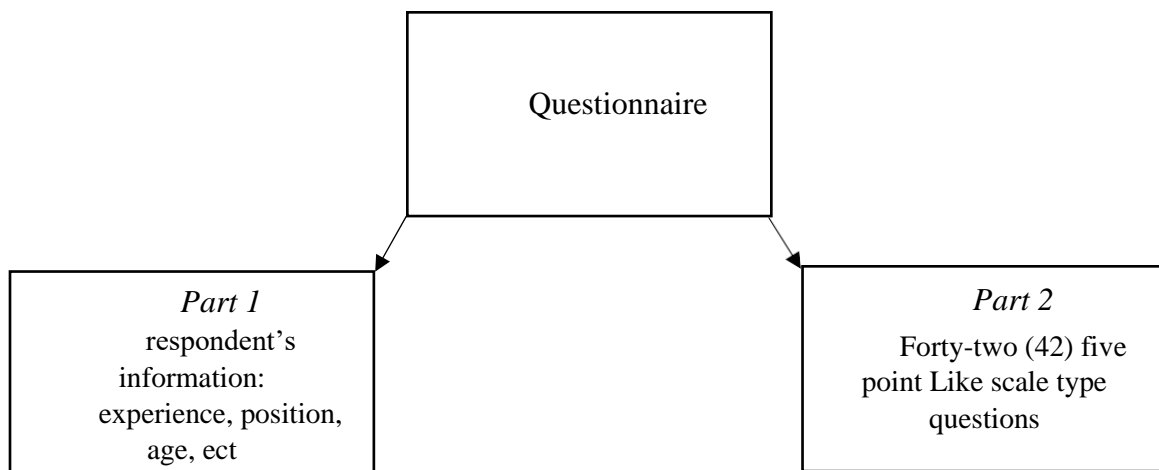 Questionnaire
Part 1
respondent’s
information:
experience, position,
age, ect
Part 2
Forty-two (42) five
point Like scale type
questions